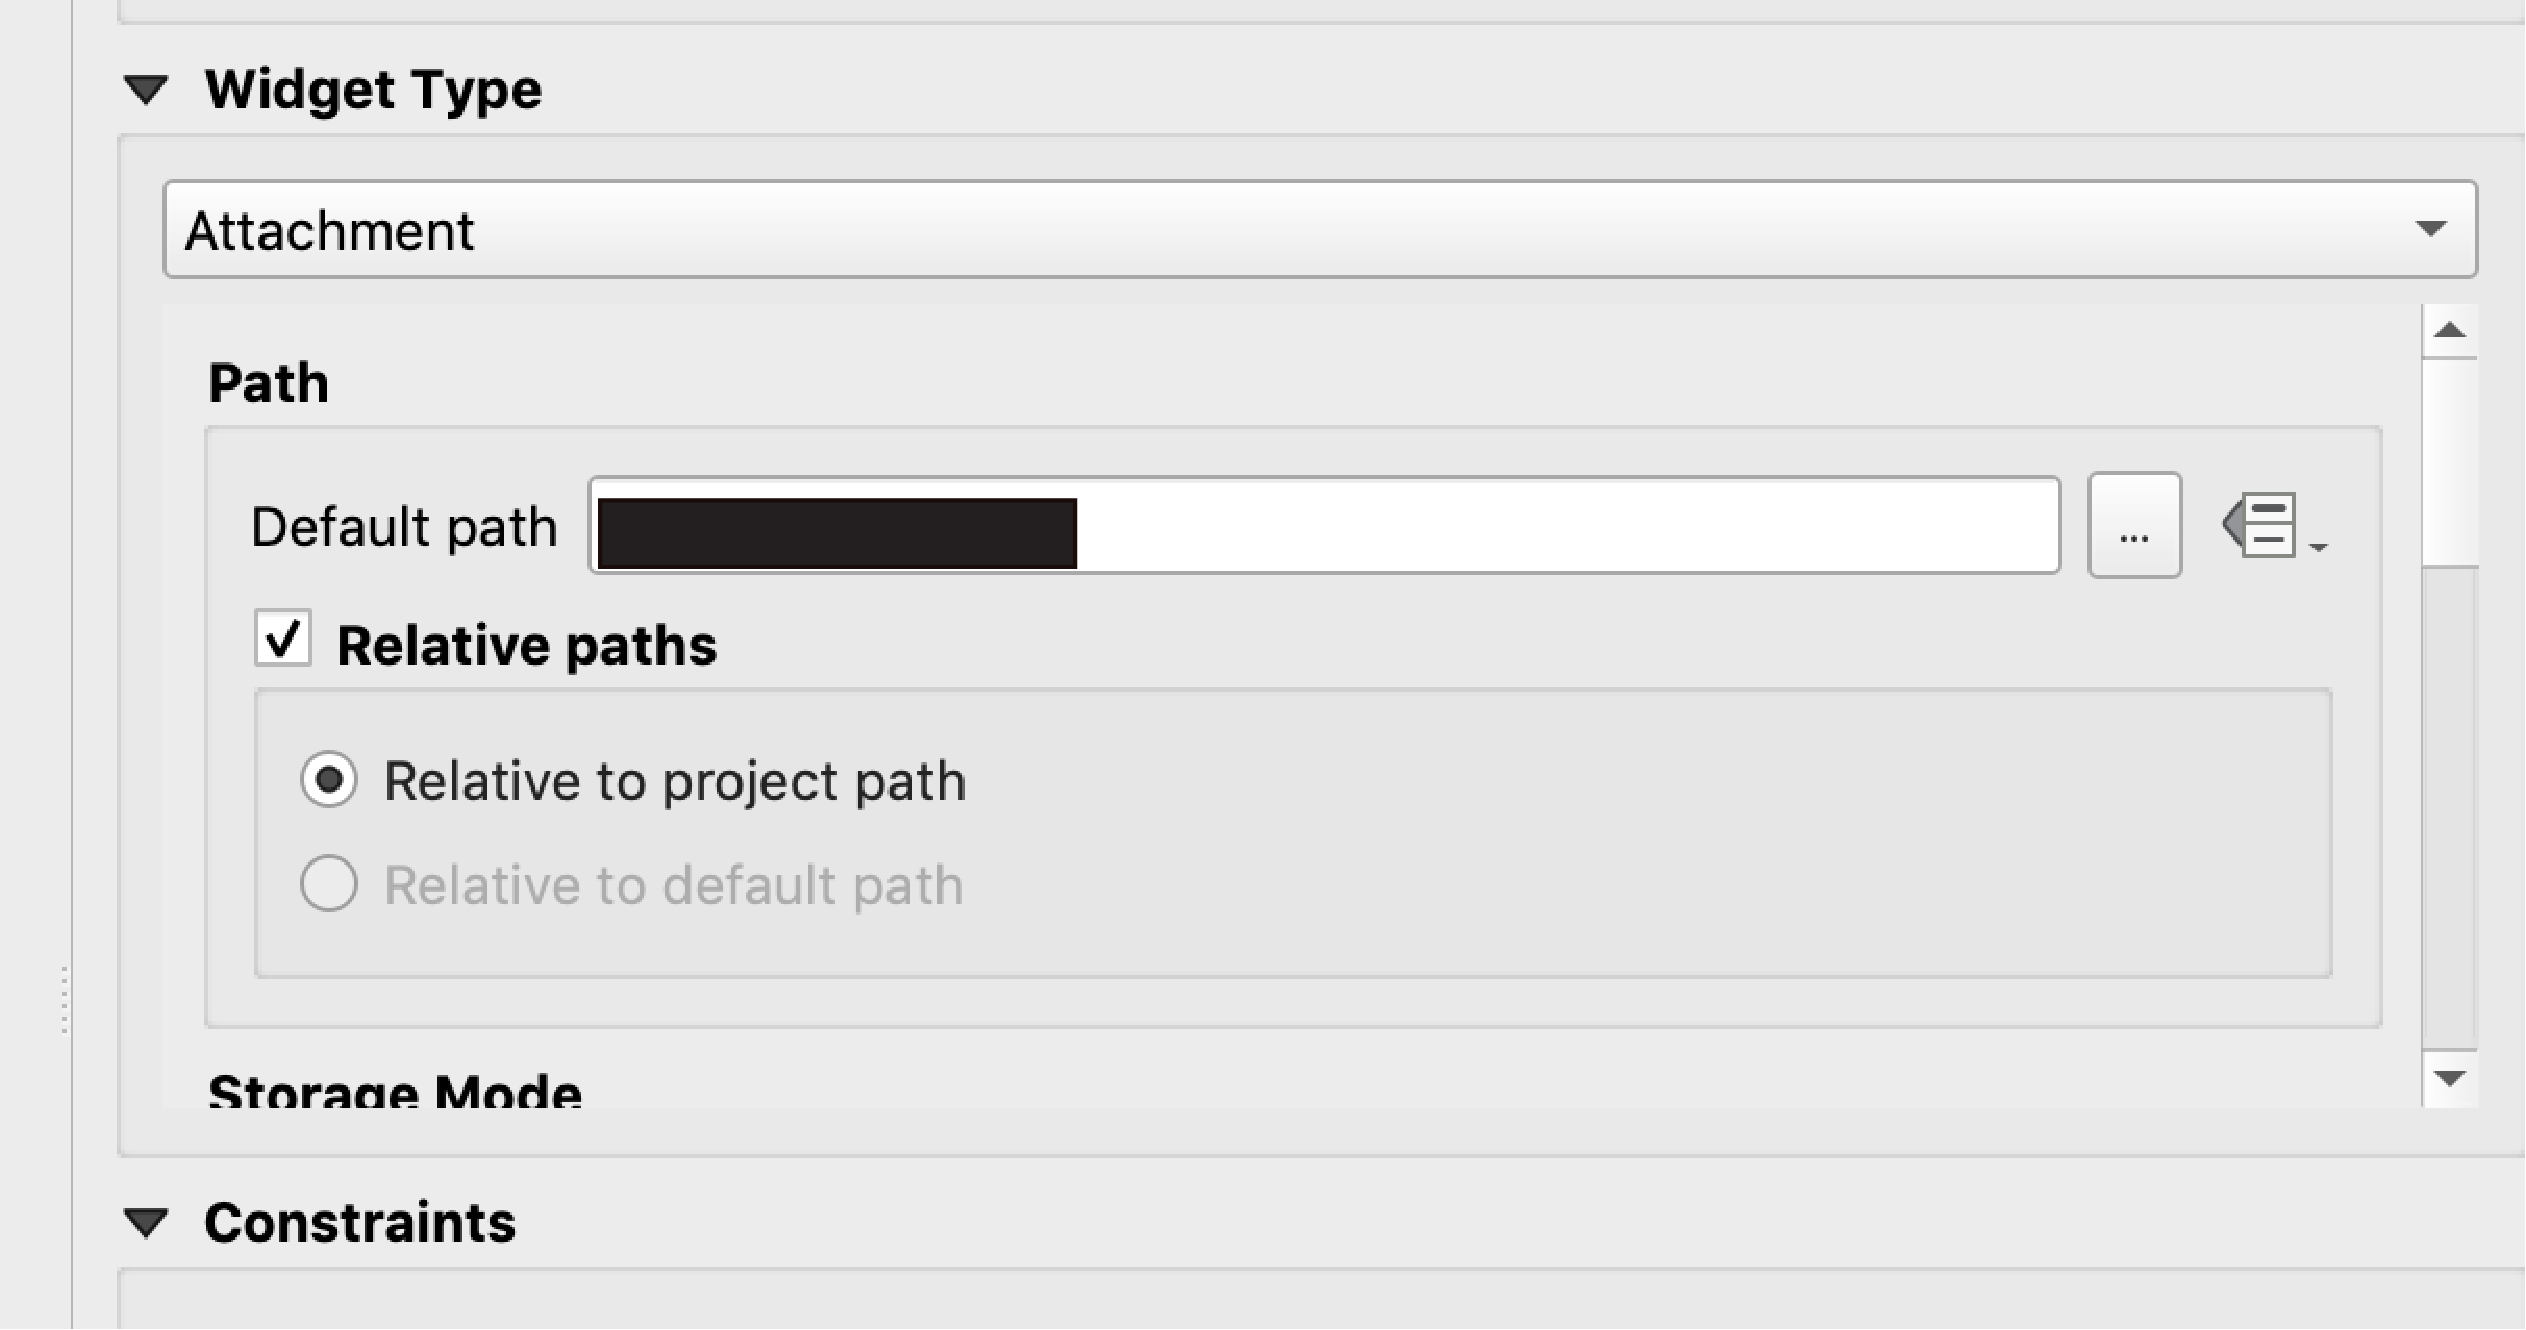 Widget Type
Attachment
Path
Default path
...
Relative paths
Relative to project path
Relative to default path
Storage Mode
Constraints